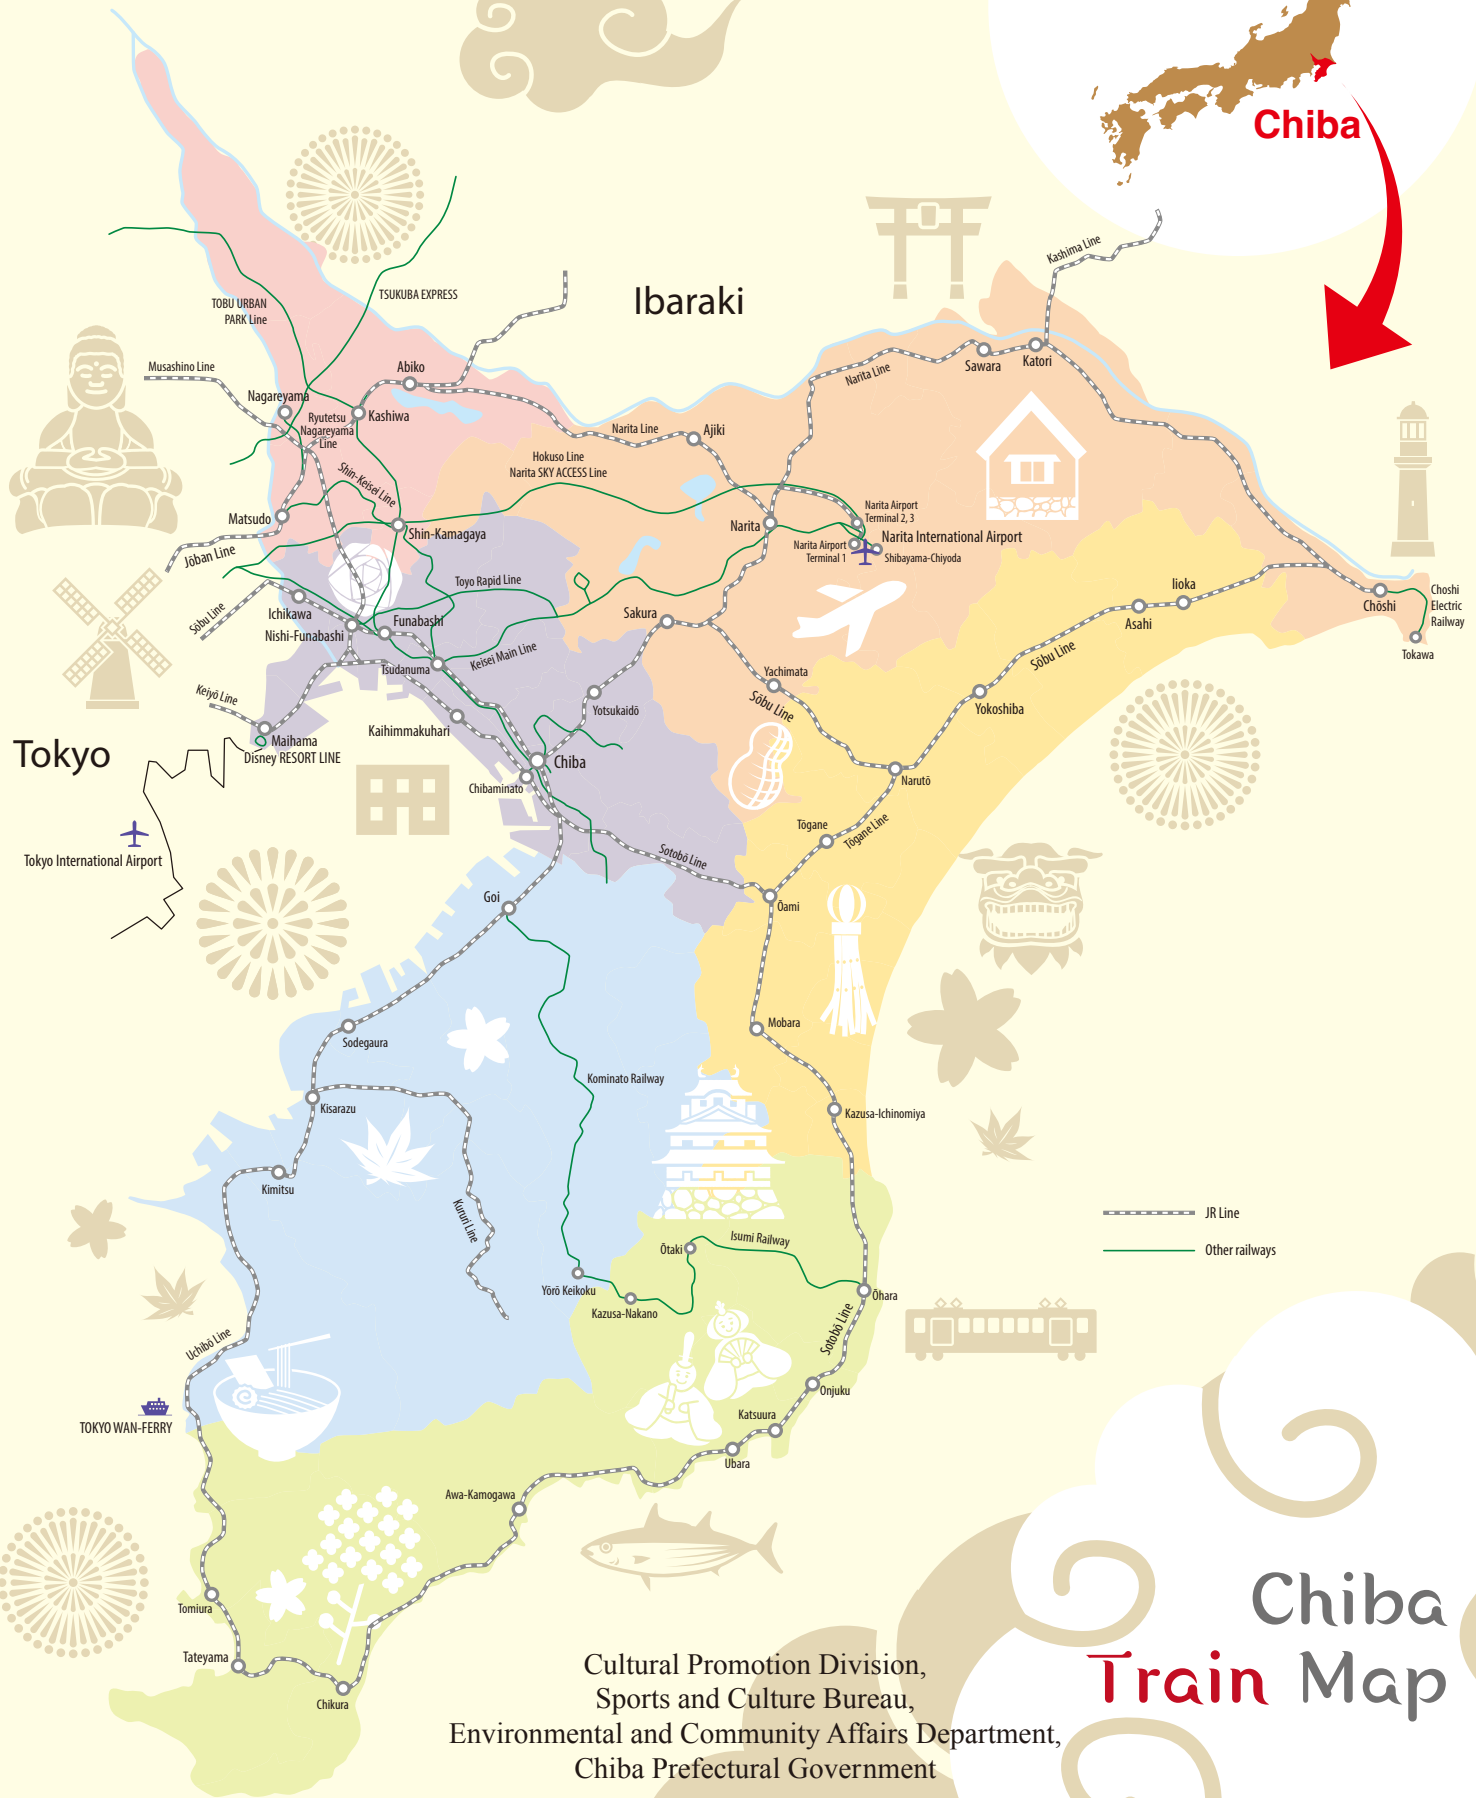 Chiba
Kashima Line
Ibaraki
TOBU URBAN
PARK Line
TSUKUBA EXPRESS
Musashino Line
Abiko
Nagareyama
Ryutetsu
Nagareyama
Line
Kashiwa
Narita Line
Ajiki
Narita Line
Sawara
Katori
Hokuso Line
Narita SKY ACCESS Line
Shin-Keisei Line
Matsudo
Shin-Kamagaya
Jōban Line
Narita
Narita Airport
Terminal 2, 3
Narita International Airport
Narita Airport
Terminal 1
Shibayama-Chiyoda
Toyo Rapid Line
Sōbu Line
Ichikawa
Nishi-Funabashi
Funabashi
Sakura
Iioka
Asahi
Chōshi
Choshi
Electric
Railway
Tokawa
Tsudanuma
Keisei Main Line
Sōbu Line
Yachimata
Sōbu Line
Yokoshiba
Keiyō Line
Yotsukaidō
Kaihimmakuhari
Maihama
Disney RESORT LINE
Tokyo
Chiba
Chibaminato
Narutō
Tōgane
Tōgane Line
Tokyo International Airport
Sotobō Line
Goi
Ōami
Sodegaura
Mobara
Kominato Railway
Kisarazu
Kazusa-Ichinomiya
Kimitsu
Kururi Line
JR Line
Other railways
Ōtaki
Isumi Railway
Yōrō Keikoku
Kazusa-Nakano
Ōhara
Sotobō Line
Uchibō Line
Onjuku
Katsuura
Ubara
TOKYO WAN-FERRY
Awa-Kamogawa
Tomiura
Tateyama
Chikura
Chiba
Train Map
Cultural Promotion Division,
Sports and Culture Bureau,
Environmental and Community Affairs Department,
Chiba Prefectural Government